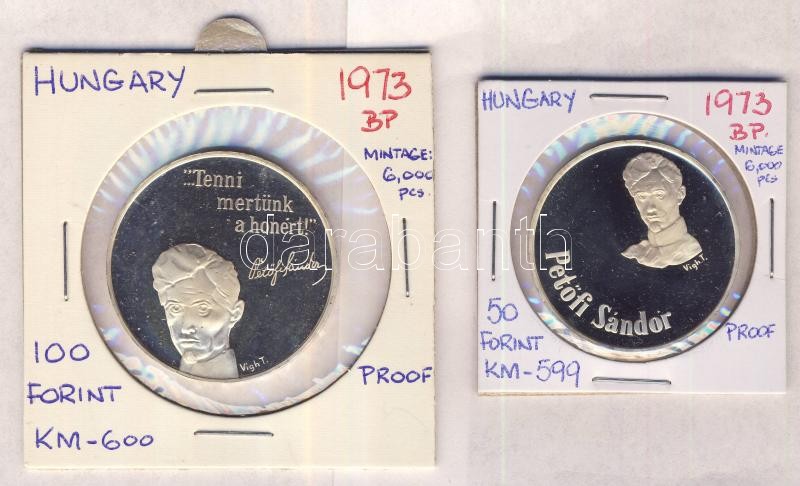 HUNGARY
1973
BP
MINTAGE:
6,000
pcs.
"...Tenni
mertünk
a honért!"
Petőfi Sándor
Vigh T.
100
FORINT
KM-600
PROOF
HUNGARY
1973
BP.
MINTAGE
6,000
pcs
Vigh T.
Petőfi Sándor
50
FORINT
KM-599
PROOF
darabanth